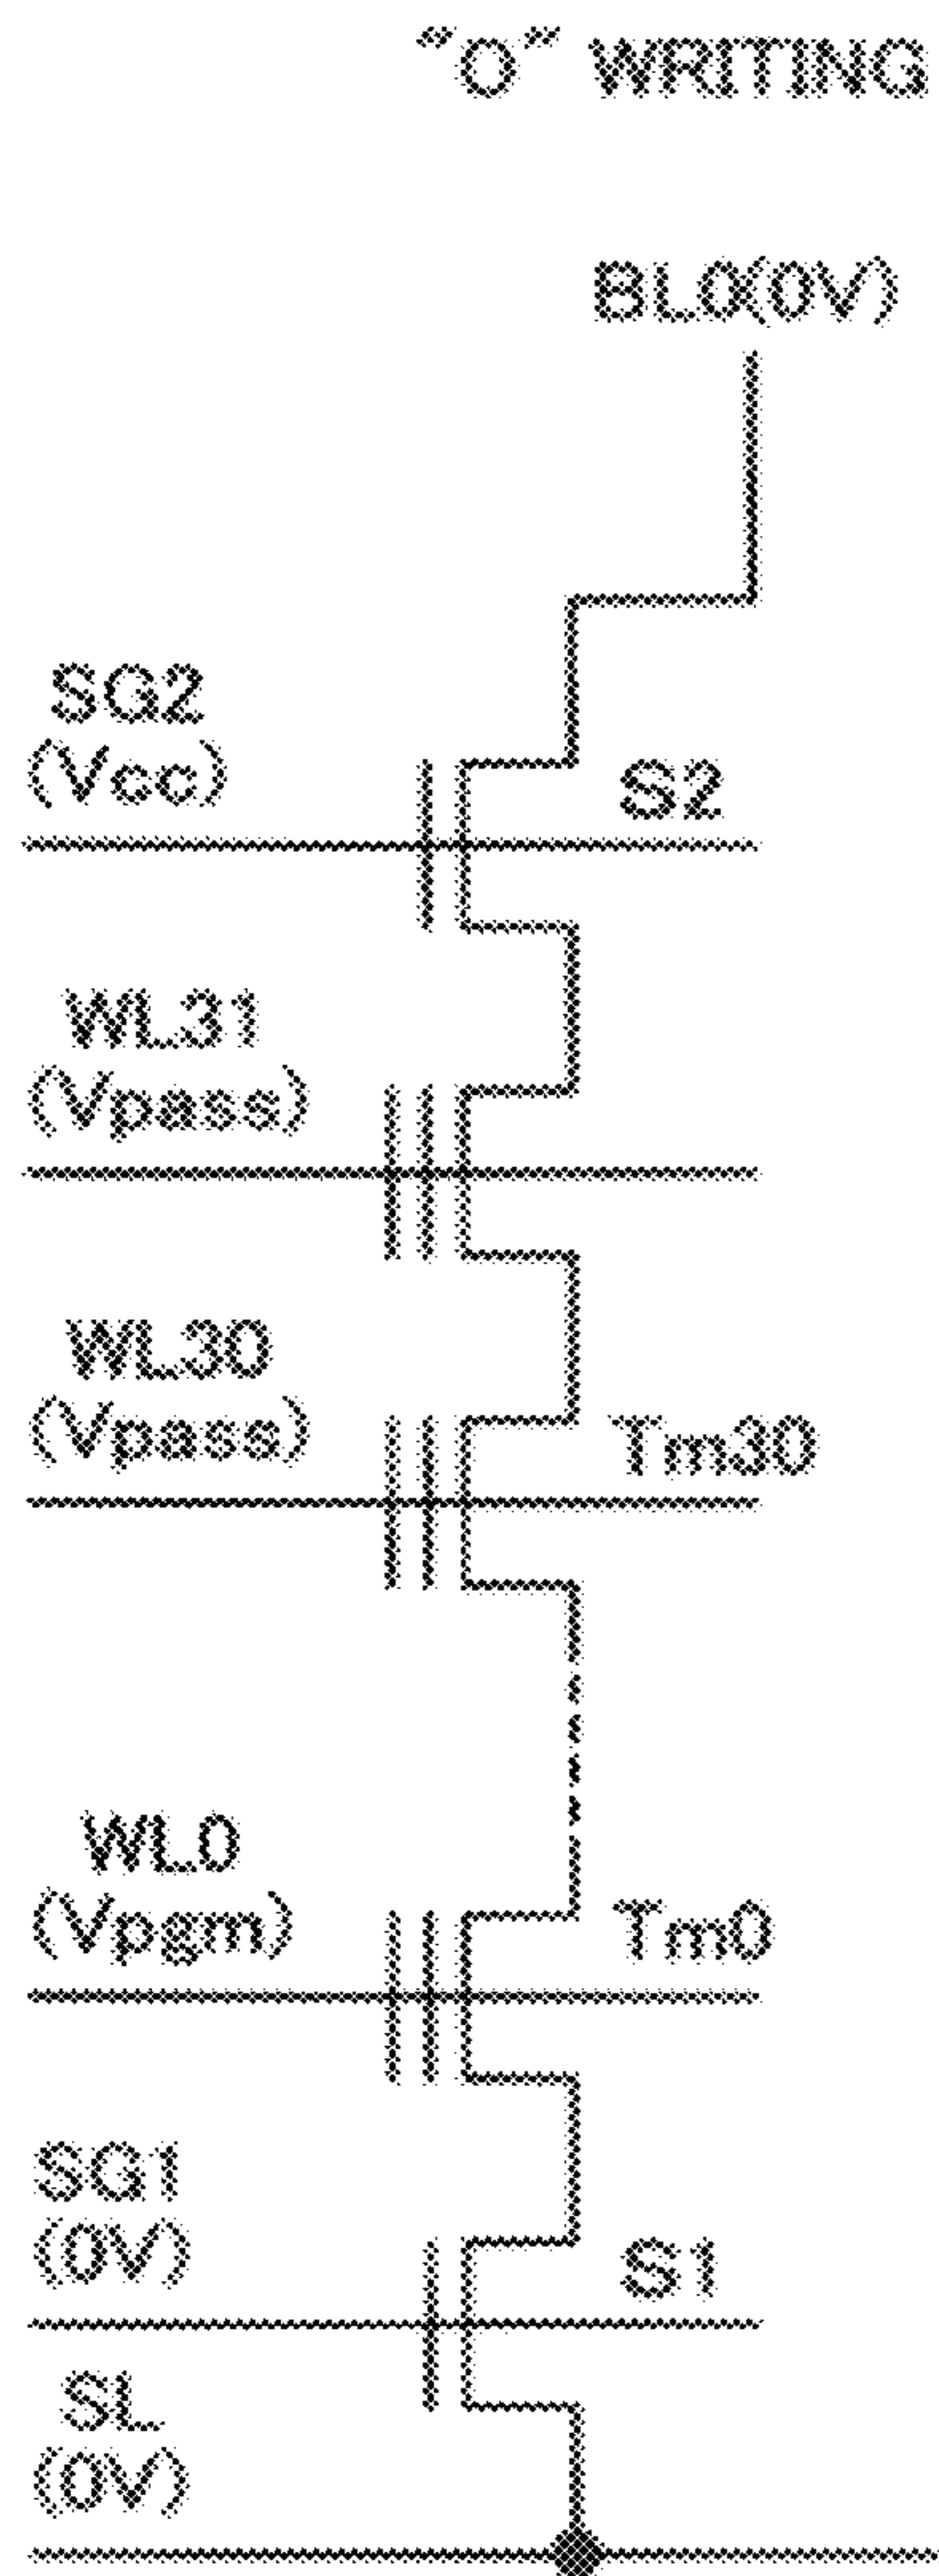 "0" WRITING
BL0(0V)
SG2
(Vcc)
S2
WL31
(Vpass)
WL30
(Vpass)
Tm30
WL0
(Vpgm)
Tm0
SG1
(0V)
S1
SL
(0V)